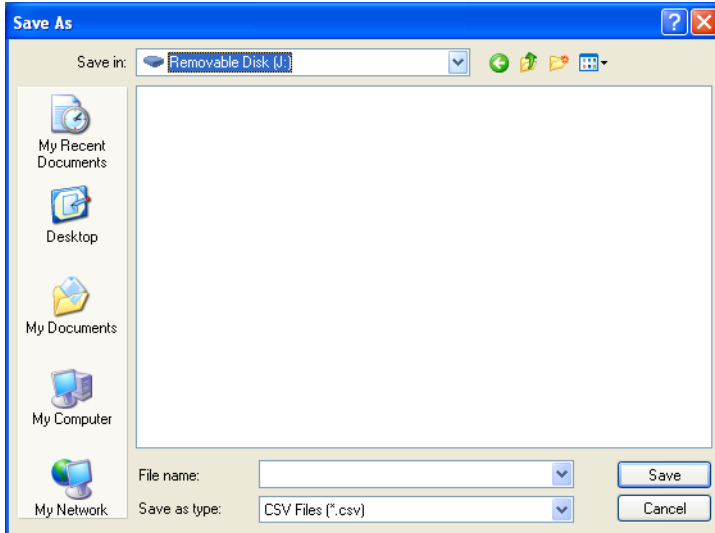 Save As
Save in:
Removable Disk (J:)
My Recent
Documents
Desktop
My Documents
My Computer
My Network
File name:
Save
Save as type:
CSV Files (*.csv)
Cancel